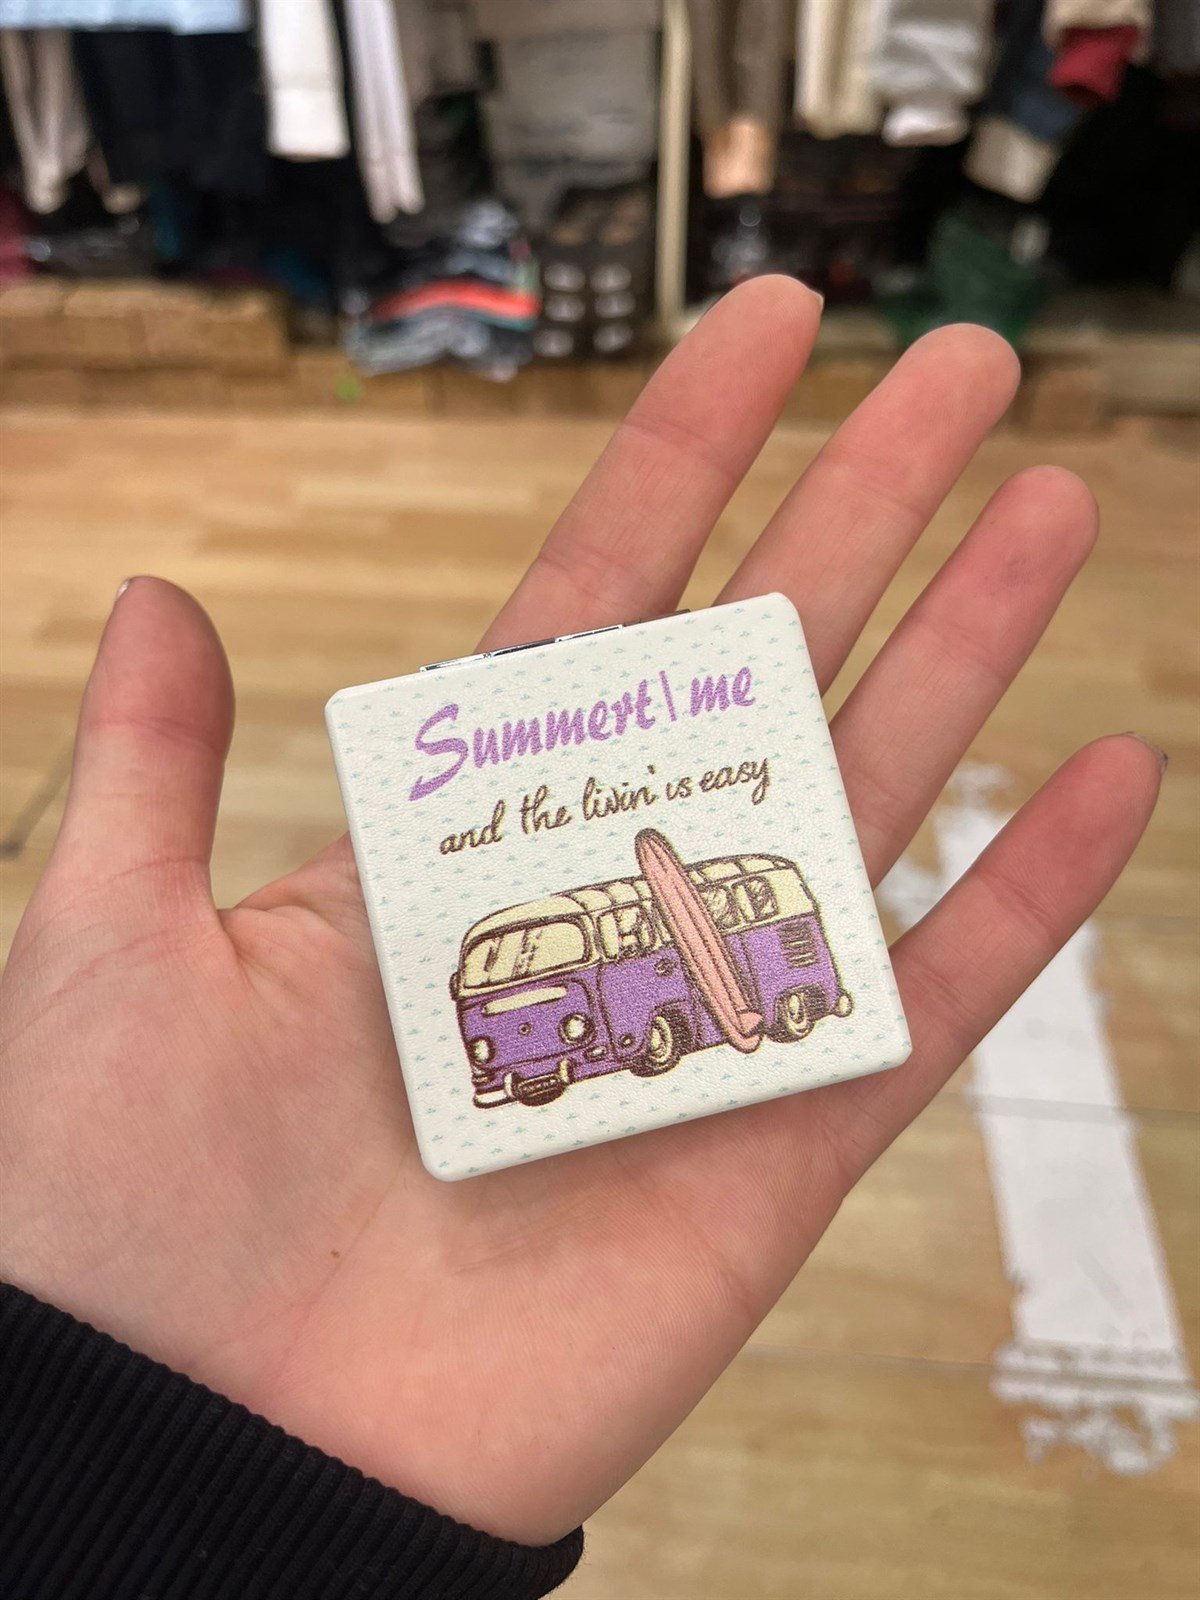 Summert\me
and the livin' is easy